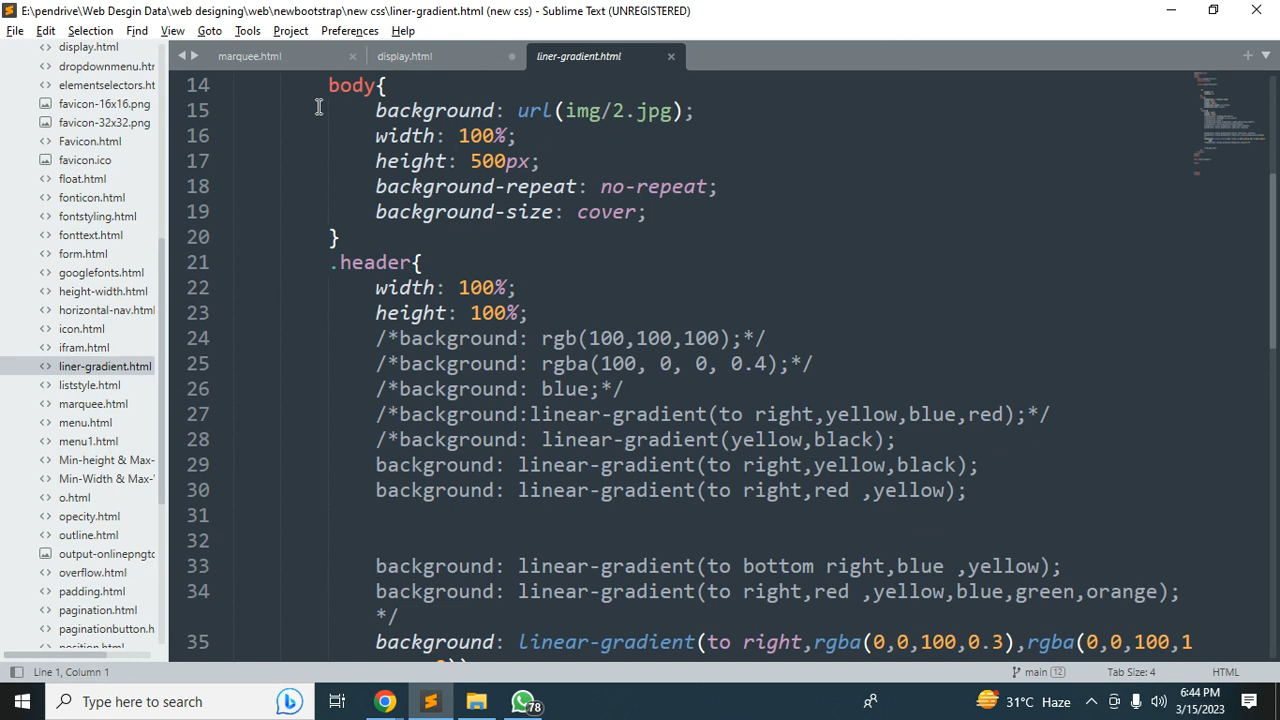 E:\pendrive\Web Desgin Data\web designing\web\newbootstrap\new css\liner-gradient.html (new css) - Sublime Text (UNREGISTERED)
File Edit Selection Find View Goto Tools Project Preferences Help
marquee.html display.html liner-gradient.html
display.html
dropdownmenu.htr
elementselectors.h
favicon-16x16.png
favicon-32x32.png
Favicon.html
favicon.ico
float.html
fonticon.html
fontstyling.html
fonttext.html
form.html
googlefonts.html
height-width.html
horizontal-nav.html
icon.html
ifram.html
liner-gradient.html
liststyle.html
marquee.html
menu.html
menu1.html
Min-height & Max-
Min-Width & Max-
o.html
opecity.html
outline.html
output-onlinepngto
overflow.html
padding.html
pagination.html
paginationbutton.h
position.html
14 body{
15 background: url(img/2.jpg);
16 width: 100%;
17 height: 500px;
18 background-repeat: no-repeat;
19 background-size: cover;
20 }
21 .header{
22 width: 100%;
23 height: 100%;
24 /*background: rgb(100,100,100);*/
25 /*background: rgba(100, 0, 0, 0.4);*/
26 /*background: blue;*/
27 /*background:linear-gradient(to right,yellow,blue,red);*/
28 /*background: linear-gradient(yellow,black);
29 background: linear-gradient(to right,yellow,black);
30 background: linear-gradient(to right,red ,yellow);
31
32
33 background: linear-gradient(to bottom right,blue ,yellow);
34 background: linear-gradient(to right,red ,yellow,blue,green,orange);
*/
35 background: linear-gradient(to right,rgba(0,0,100,0.3),rgba(0,0,100,1
Line 1, Column 1 main 12 Tab Size: 4 HTML
Type here to search 78 31°C Haze 6:44 PM
3/15/2023